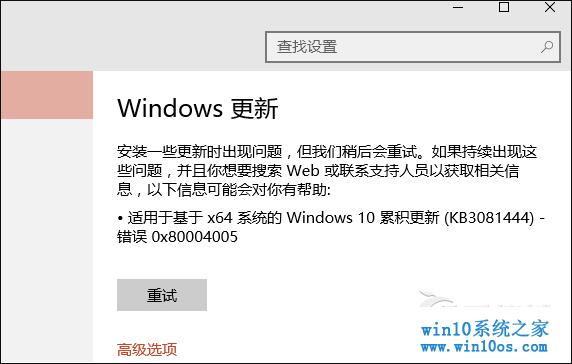 查找设置
Windows 更新
安装一些更新时出现问题，但我们稍后会重试。如果持续出现这
些问题，并且你想要搜索 Web 或联系支持人员以获取相关信
息，以下信息可能会对你有帮助:
• 适用于基于 x64 系统的 Windows 10 累积更新 (KB3081444) -
错误 0x80004005
重试
高级选项
win10系统之家
www.win10os.com